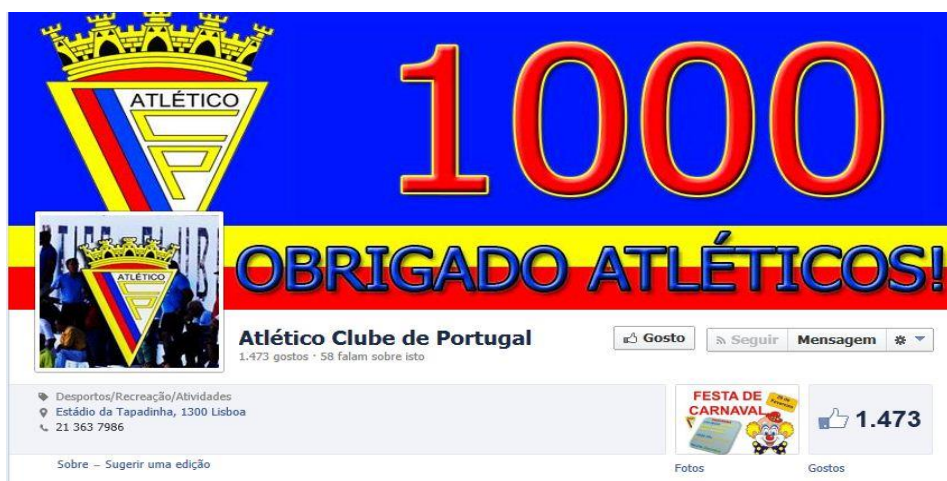 ATLÉTICO
1000
OBRIGADO ATLÉTICOS!
ATLÉTICO
Atlético Clube de Portugal
1.473 gostos · 58 falam sobre isto
Gosto
Seguir
Mensagem
Desportos/Recreação/Atividades
Estádio da Tapadinha, 1300 Lisboa
21 363 7986
FESTA DE
CARNAVAL
1.473
Sobre – Sugerir uma edição
Fotos
Gostos